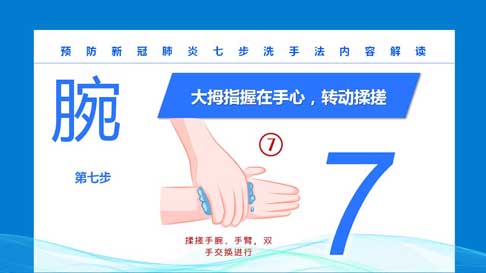 预防新冠肺炎七步洗手法内容解读
腕
大拇指握在手心，转动揉搓
⑦
第七步
7
揉搓手腕、手臂，双
手交换进行